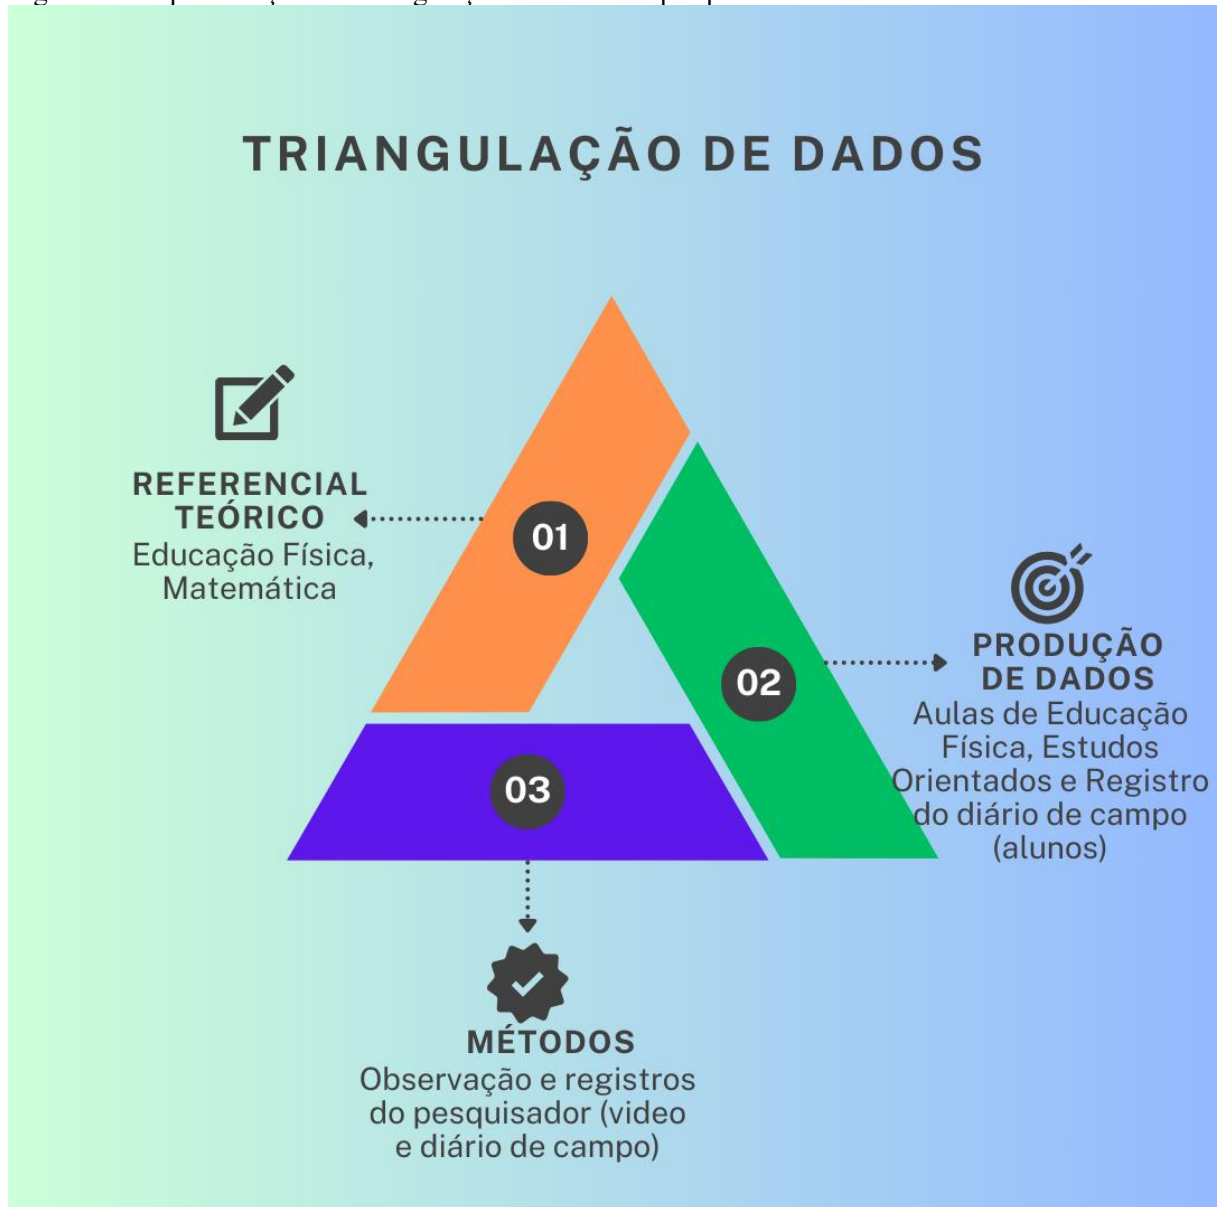 TRIANGULAÇÃO DE DADOS
REFERENCIAL
TEÓRICO
Educação Física,
Matemática
01
02
PRODUÇÃO
DE DADOS
Aulas de Educação
Física, Estudos
Orientados e Registro
do diário de campo
(alunos)
03
MÉTODOS
Observação e registros
do pesquisador (video
e diário de campo)